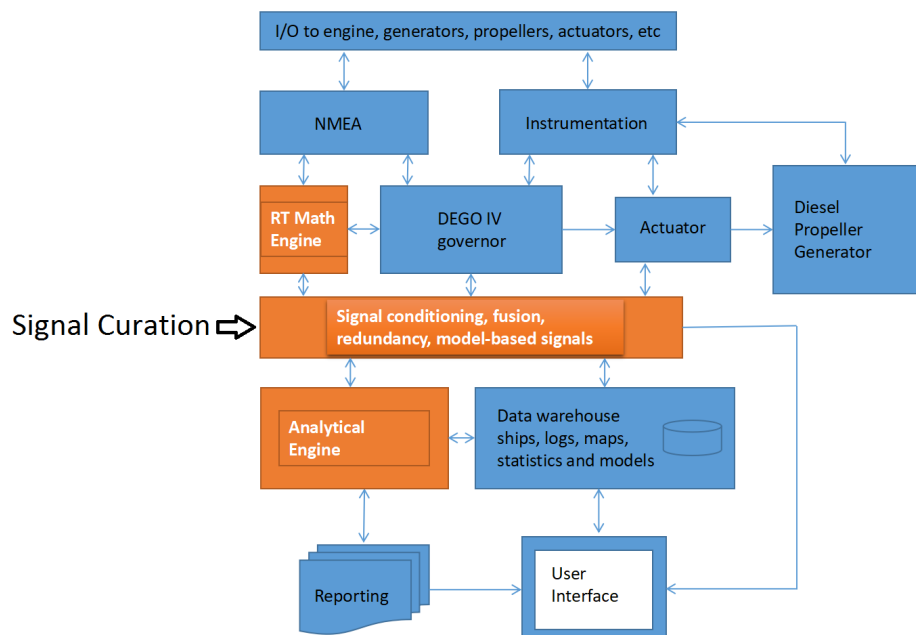 I/O to engine, generators, propellers, actuators, etc
NMEA
Instrumentation
RT Math
Engine
DEGO IV
governor
Actuator
Diesel
Propeller
Generator
Signal Curation
Signal conditioning, fusion,
redundancy, model-based signals
Analytical
Engine
Data warehouse
ships, logs, maps,
statistics and models
Reporting
User
Interface